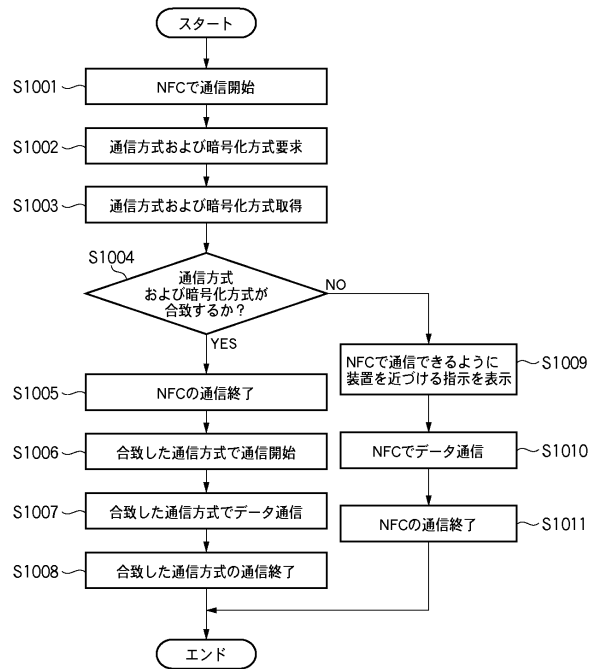 スタート
S1001
NFCで通信開始
S1002
通信方式および暗号化方式要求
S1003
通信方式および暗号化方式取得
S1004
通信方式
および暗号化方式が
合致するか？
NO
YES
S1005
NFCの通信終了
S1006
合致した通信方式で通信開始
S1007
合致した通信方式でデータ通信
S1008
合致した通信方式の通信終了
NFCで通信できるように
装置を近づける指示を表示
S1009
NFCでデータ通信
S1010
NFCの通信終了
S1011
エンド